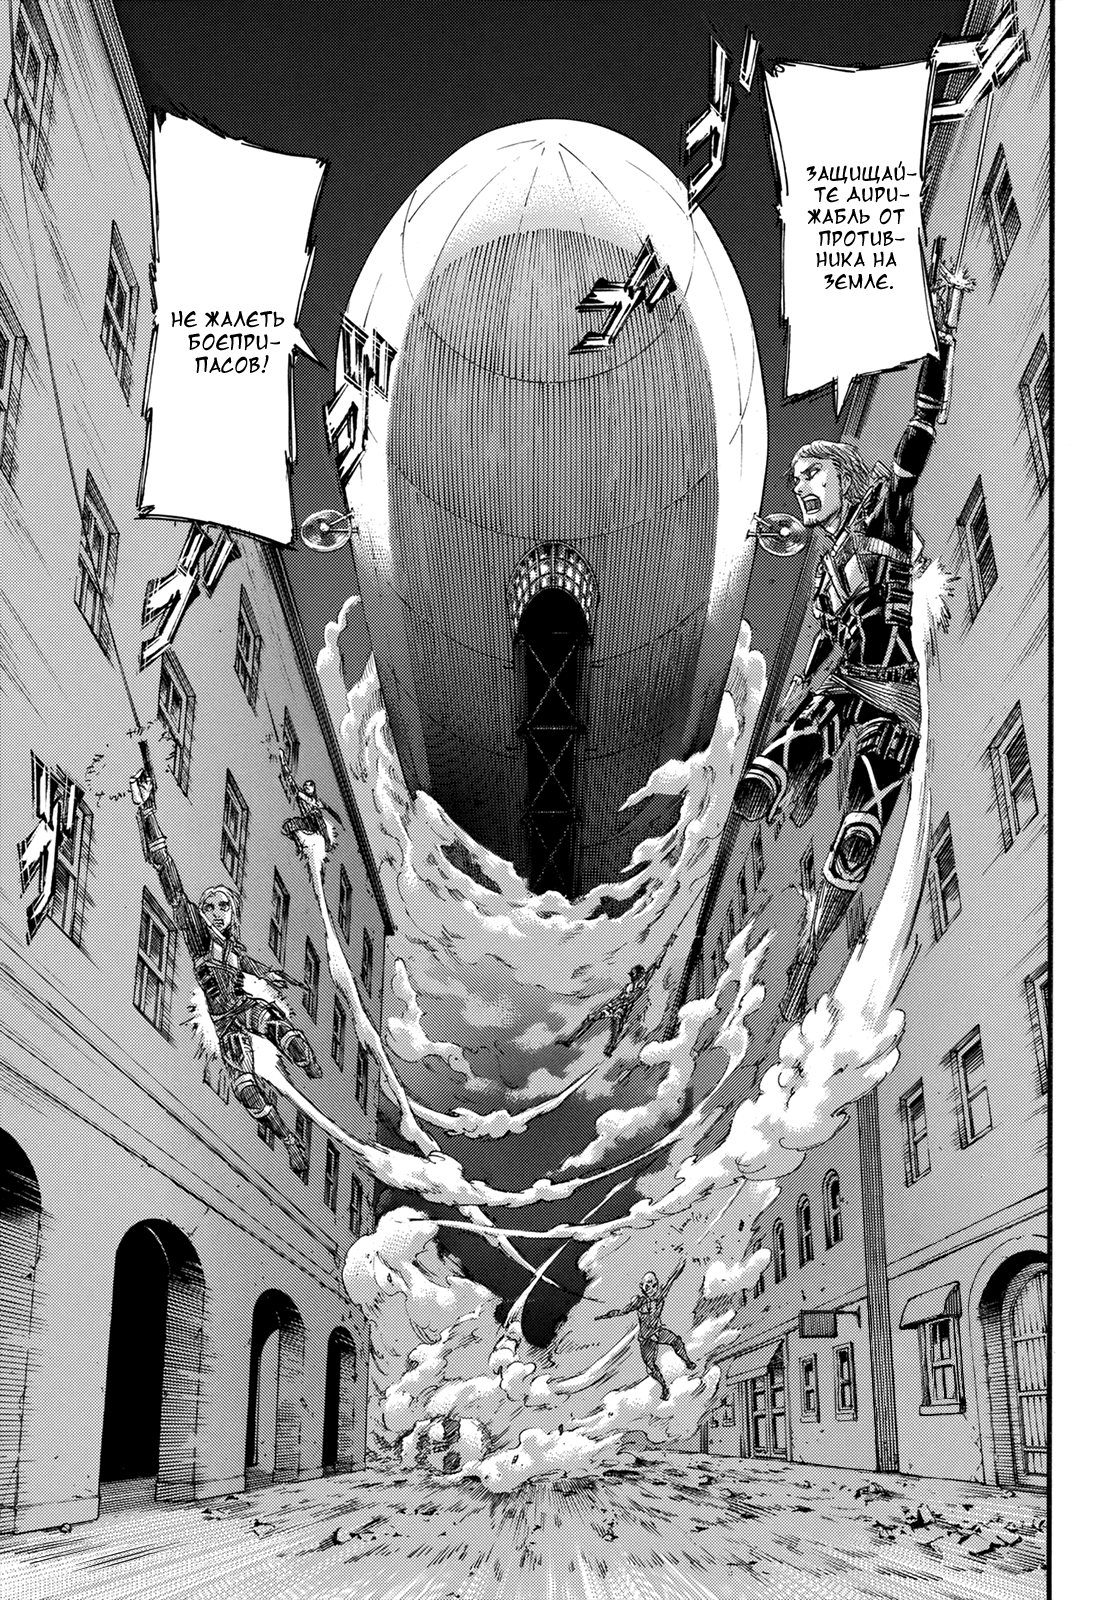 ЗАЩИЩАЙ-
ТЕ ДИРИ-
ЖАБЛЬ ОТ
ПРОТИВ-
НИКА НА
ЗЕМЛЕ.
НЕ ЖАЛЕТЬ
БОЕПРИ-
ПАСОВ!